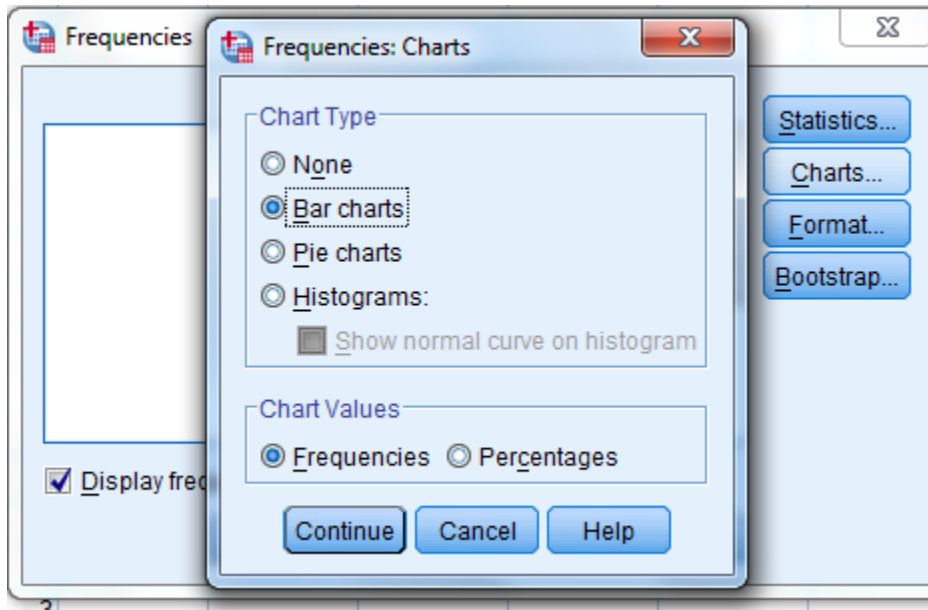 Frequencies
Frequencies: Charts
Chart Type
None
Bar charts
Pie charts
Histograms:
Show normal curve on histogram
Chart Values
Frequencies Percentages
Continue Cancel Help
Statistics...
Charts...
Format...
Bootstrap...
Display freq
3